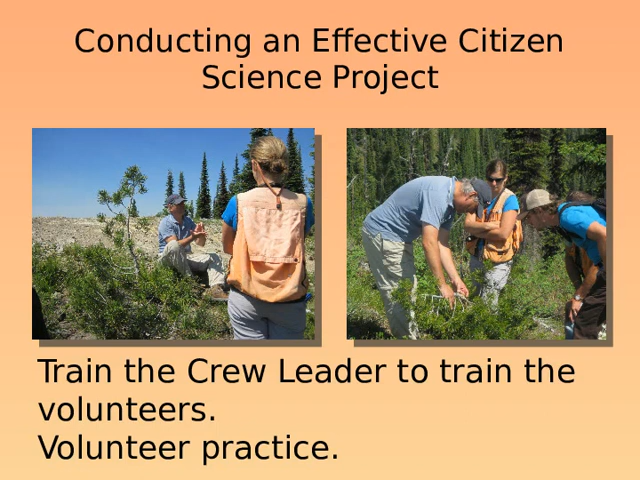 Conducting an Effective Citizen
Science Project
Train the Crew Leader to train the
volunteers.
Volunteer practice.